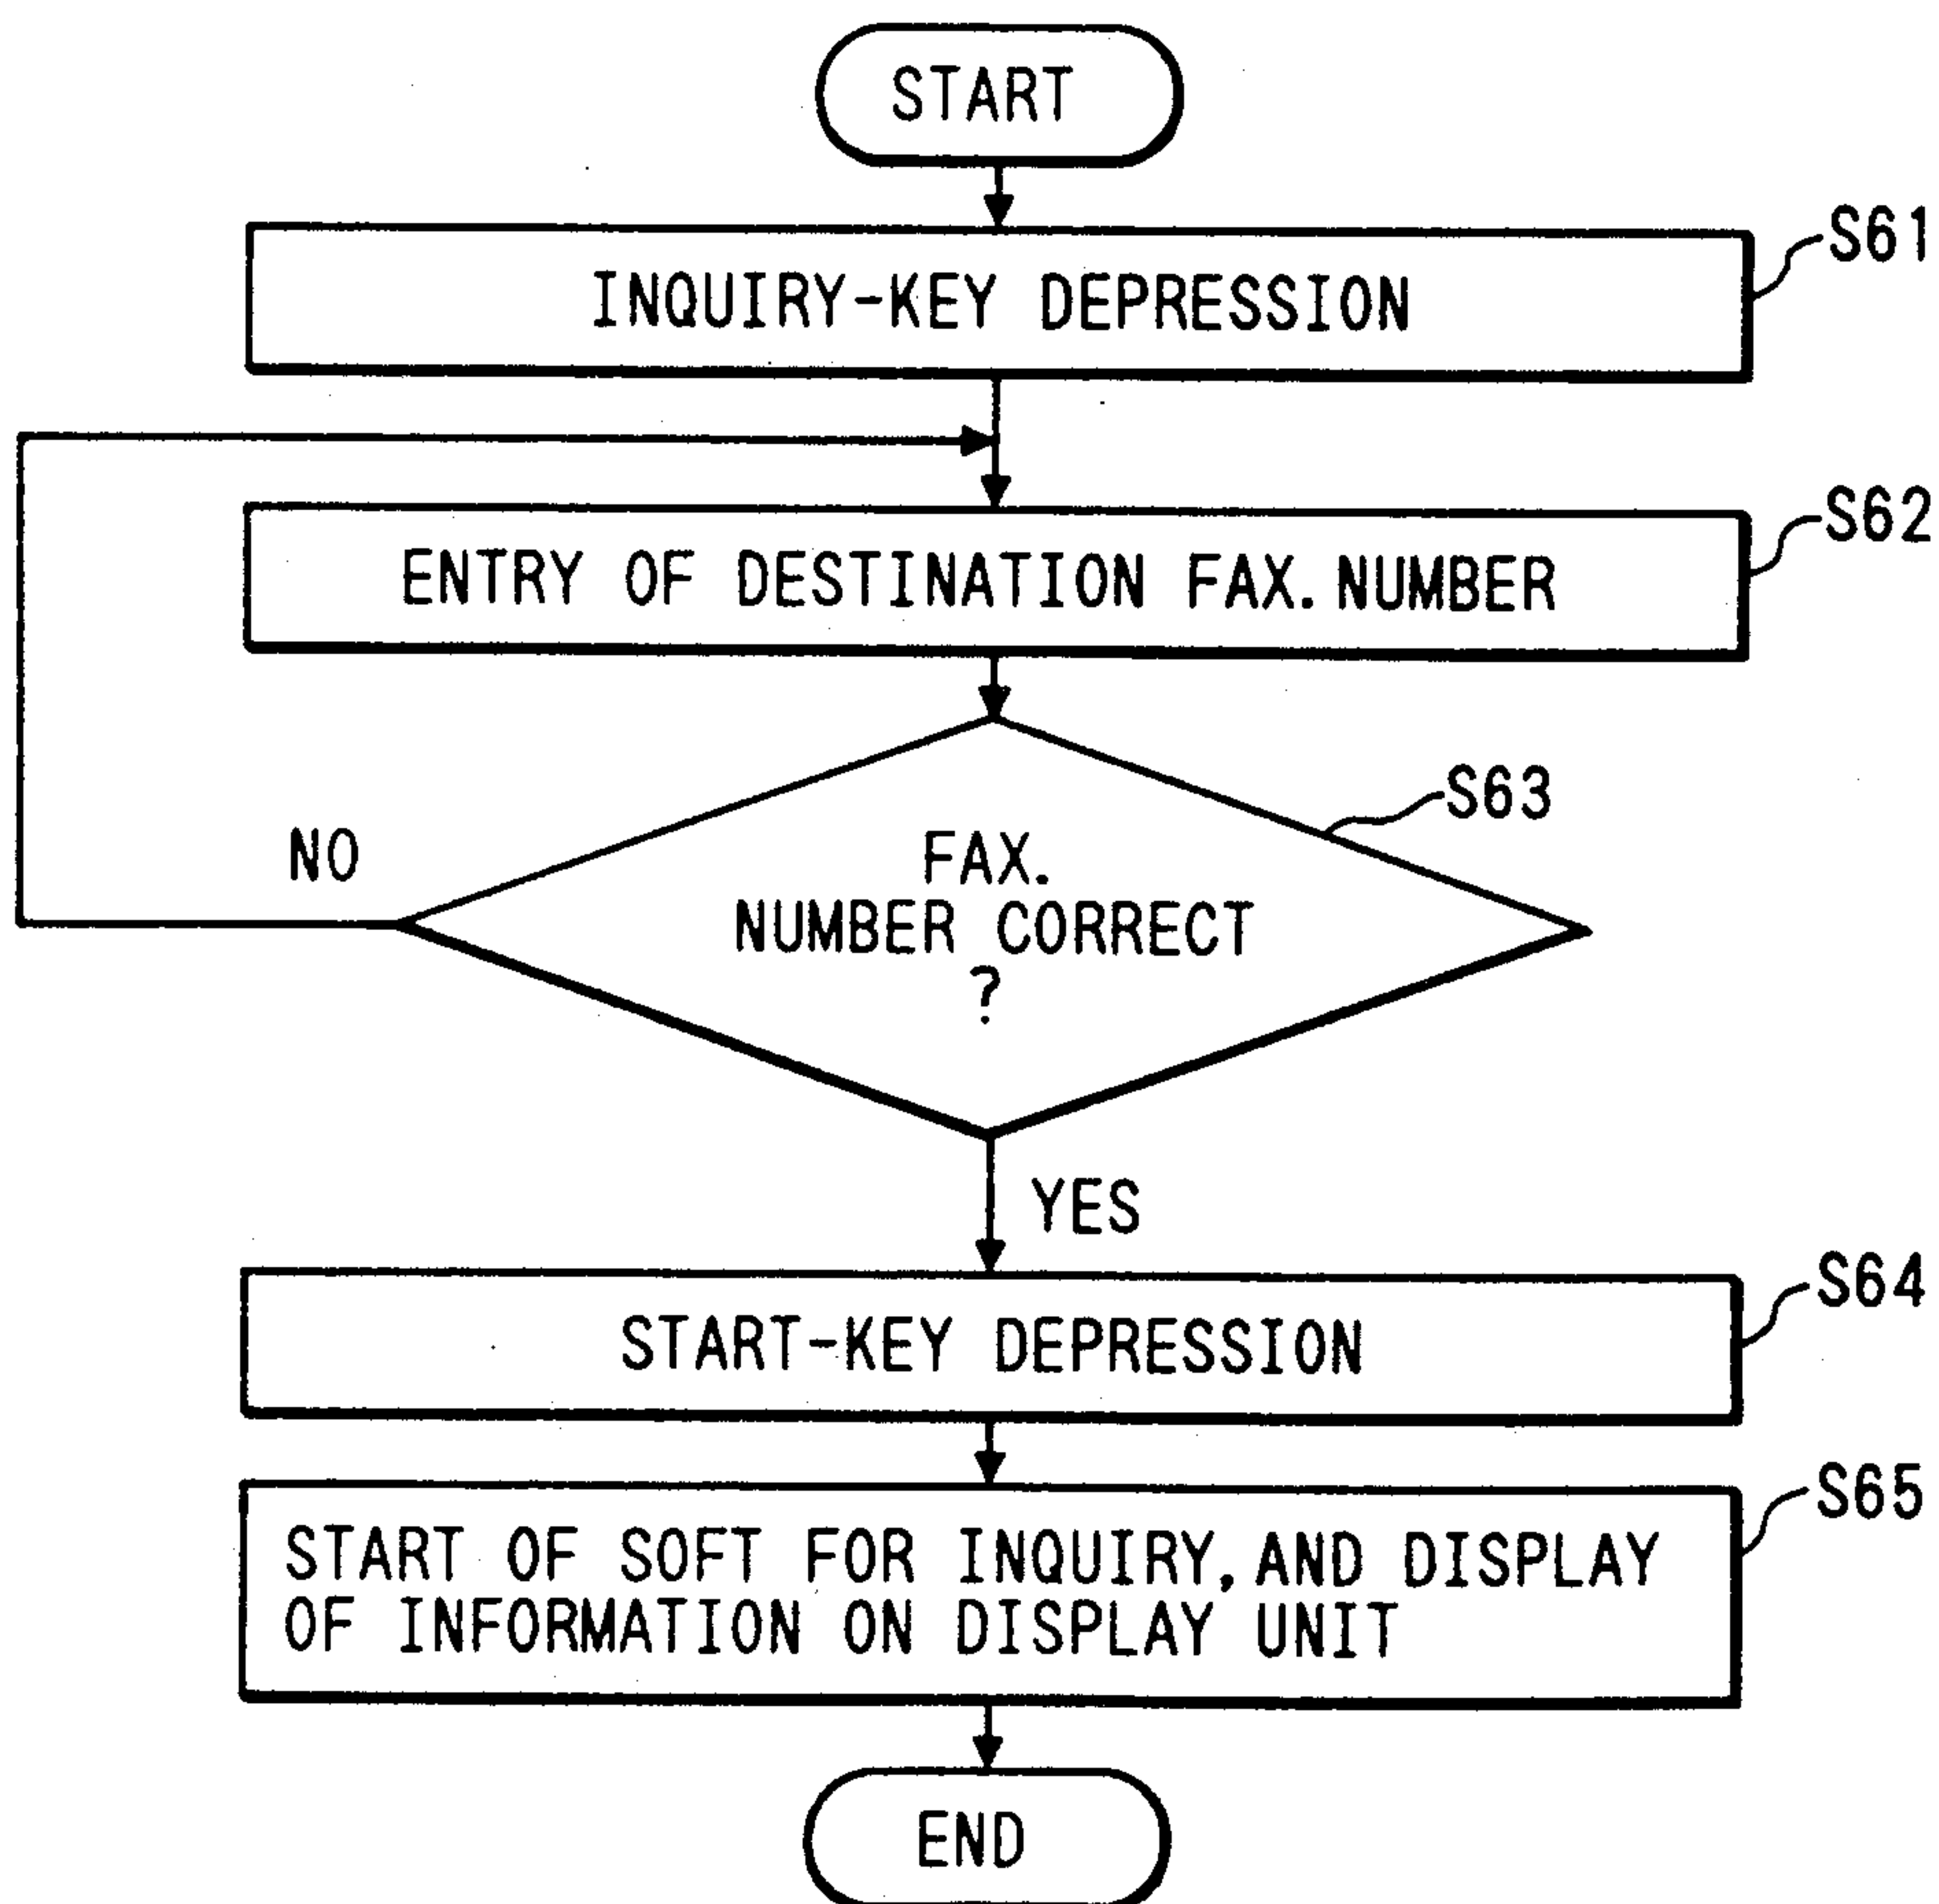 START
INQUIRY-KEY DEPRESSION
S61
ENTRY OF DESTINATION FAX. NUMBER
S62
S63
NO
FAX.
NUMBER CORRECT
?
YES
START-KEY DEPRESSION
S64
START OF SOFT FOR INQUIRY, AND DISPLAY
OF INFORMATION ON DISPLAY UNIT
S65
END